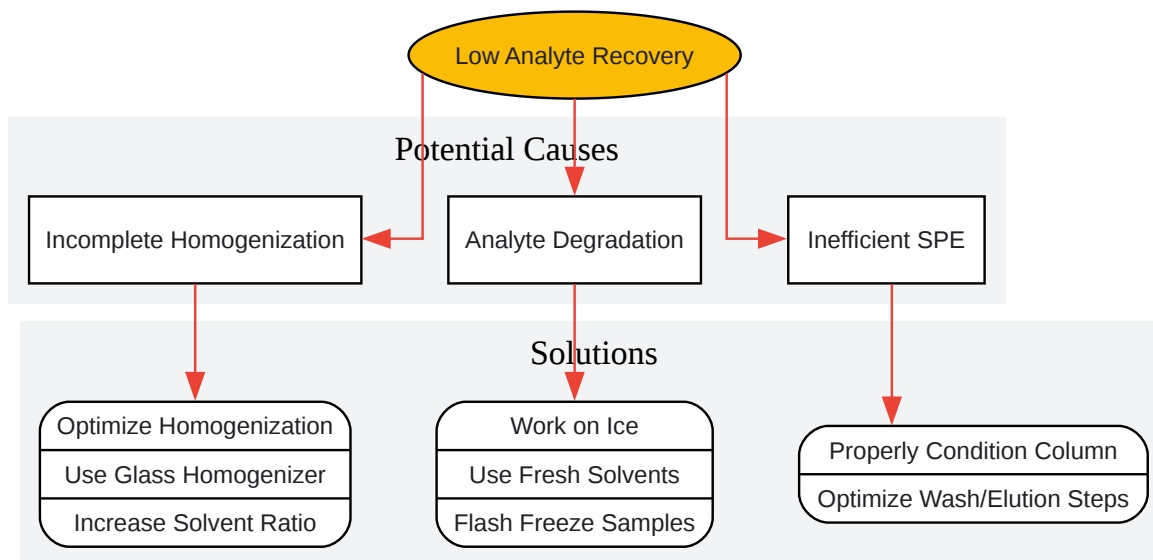 Low Analyte Recovery
Potential Causes
Incomplete Homogenization
Analyte Degradation
Inefficient SPE
Solutions
Optimize Homogenization
Use Glass Homogenizer
Increase Solvent Ratio
Work on Ice
Use Fresh Solvents
Flash Freeze Samples
Properly Condition Column
Optimize Wash/Elution Steps